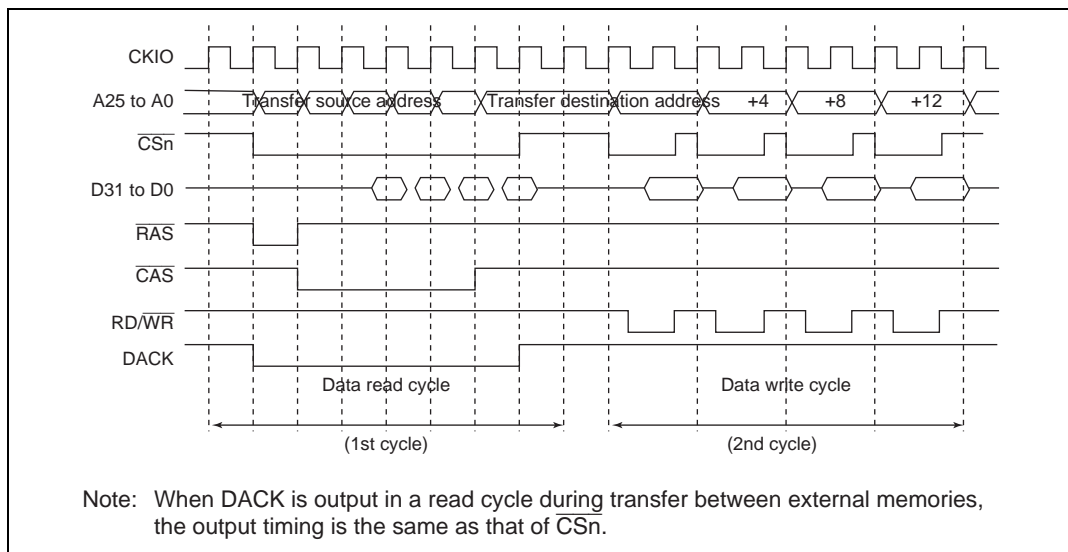 CKIO
A25 to A0 Transfer source address Transfer destination address +4 +8 +12
CSn
D31 to D0
RAS
CAS
RD/WR
DACK
Data read cycle Data write cycle
(1st cycle) (2nd cycle)
Note: When DACK is output in a read cycle during transfer between external memories,
the output timing is the same as that of CSn.